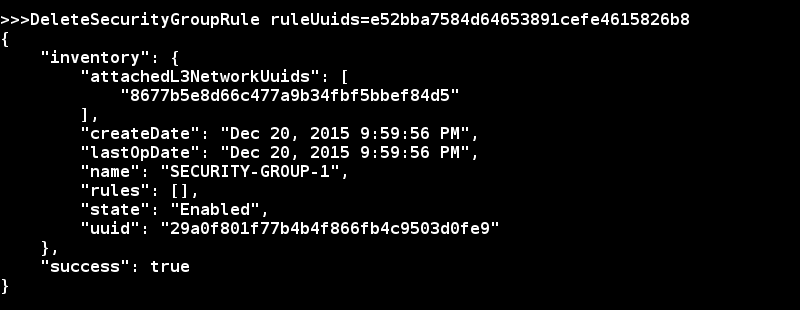 >>>DeleteSecurityGroupRule ruleUuids=e52bba7584d64653891cefe4615826b8
{
    "inventory": {
        "attachedL3NetworkUuids": [
            "8677b5e8d66c477a9b34fbf5bbef84d5"
        ],
        "createDate": "Dec 20, 2015 9:59:56 PM",
        "lastOpDate": "Dec 20, 2015 9:59:56 PM",
        "name": "SECURITY-GROUP-1",
        "rules": [],
        "state": "Enabled",
        "uuid": "29a0f801f77b4b4f866fb4c9503d0fe9"
    },
    "success": true
}